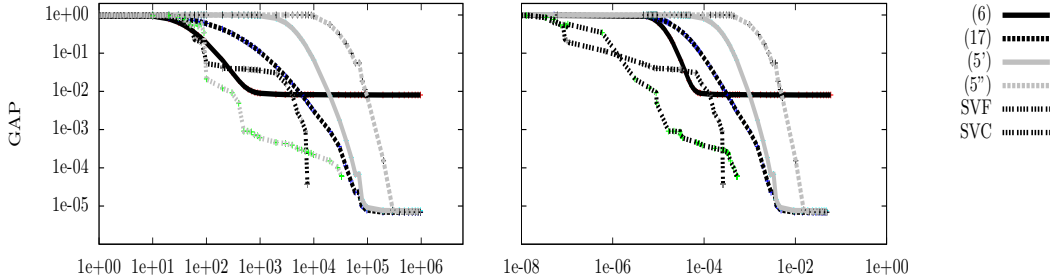 1e+00
1e-01
1e-02
1e-03
1e-04
1e-05
GAP
1e+00 1e+01 1e+02 1e+03 1e+04 1e+05 1e+06
1e-08 1e-06 1e-04 1e-02 1e+00
(6)
(17)
(5')
(5")
SVF
SVC